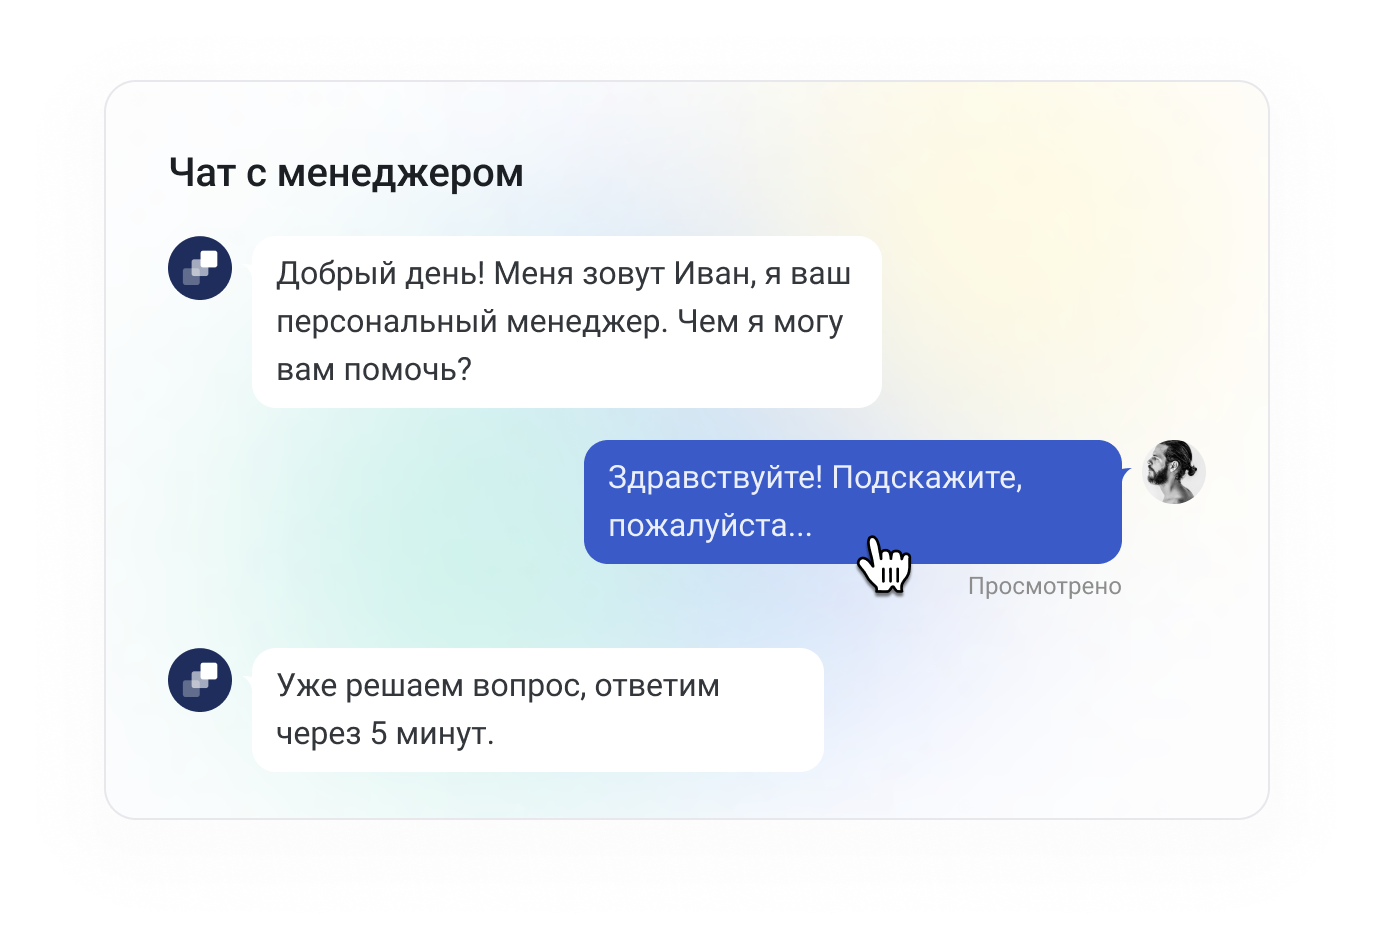 Чат с менеджером
Добрый день! Меня зовут Иван, я ваш
персональный менеджер. Чем я могу
вам помочь?
Здравствуйте! Подскажите,
пожалуйста...
Просмотрено
Уже решаем вопрос, ответим
через 5 минут.